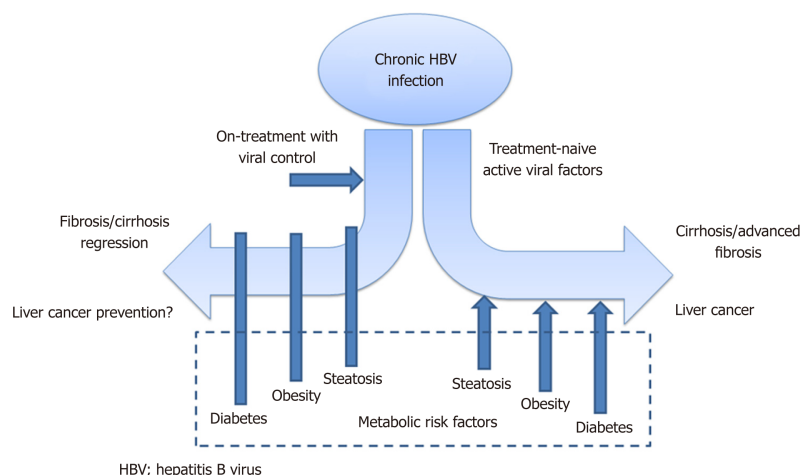 Chronic HBV
infection
On-treatment with
viral control
Treatment-naive
active viral factors
Fibrosis/cirrhosis
regression
Cirrhosis/advanced
fibrosis
Liver cancer prevention?
Liver cancer
Steatosis
Obesity
Diabetes
Steatosis
Obesity
Diabetes
Metabolic risk factors
HBV: hepatitis B virus